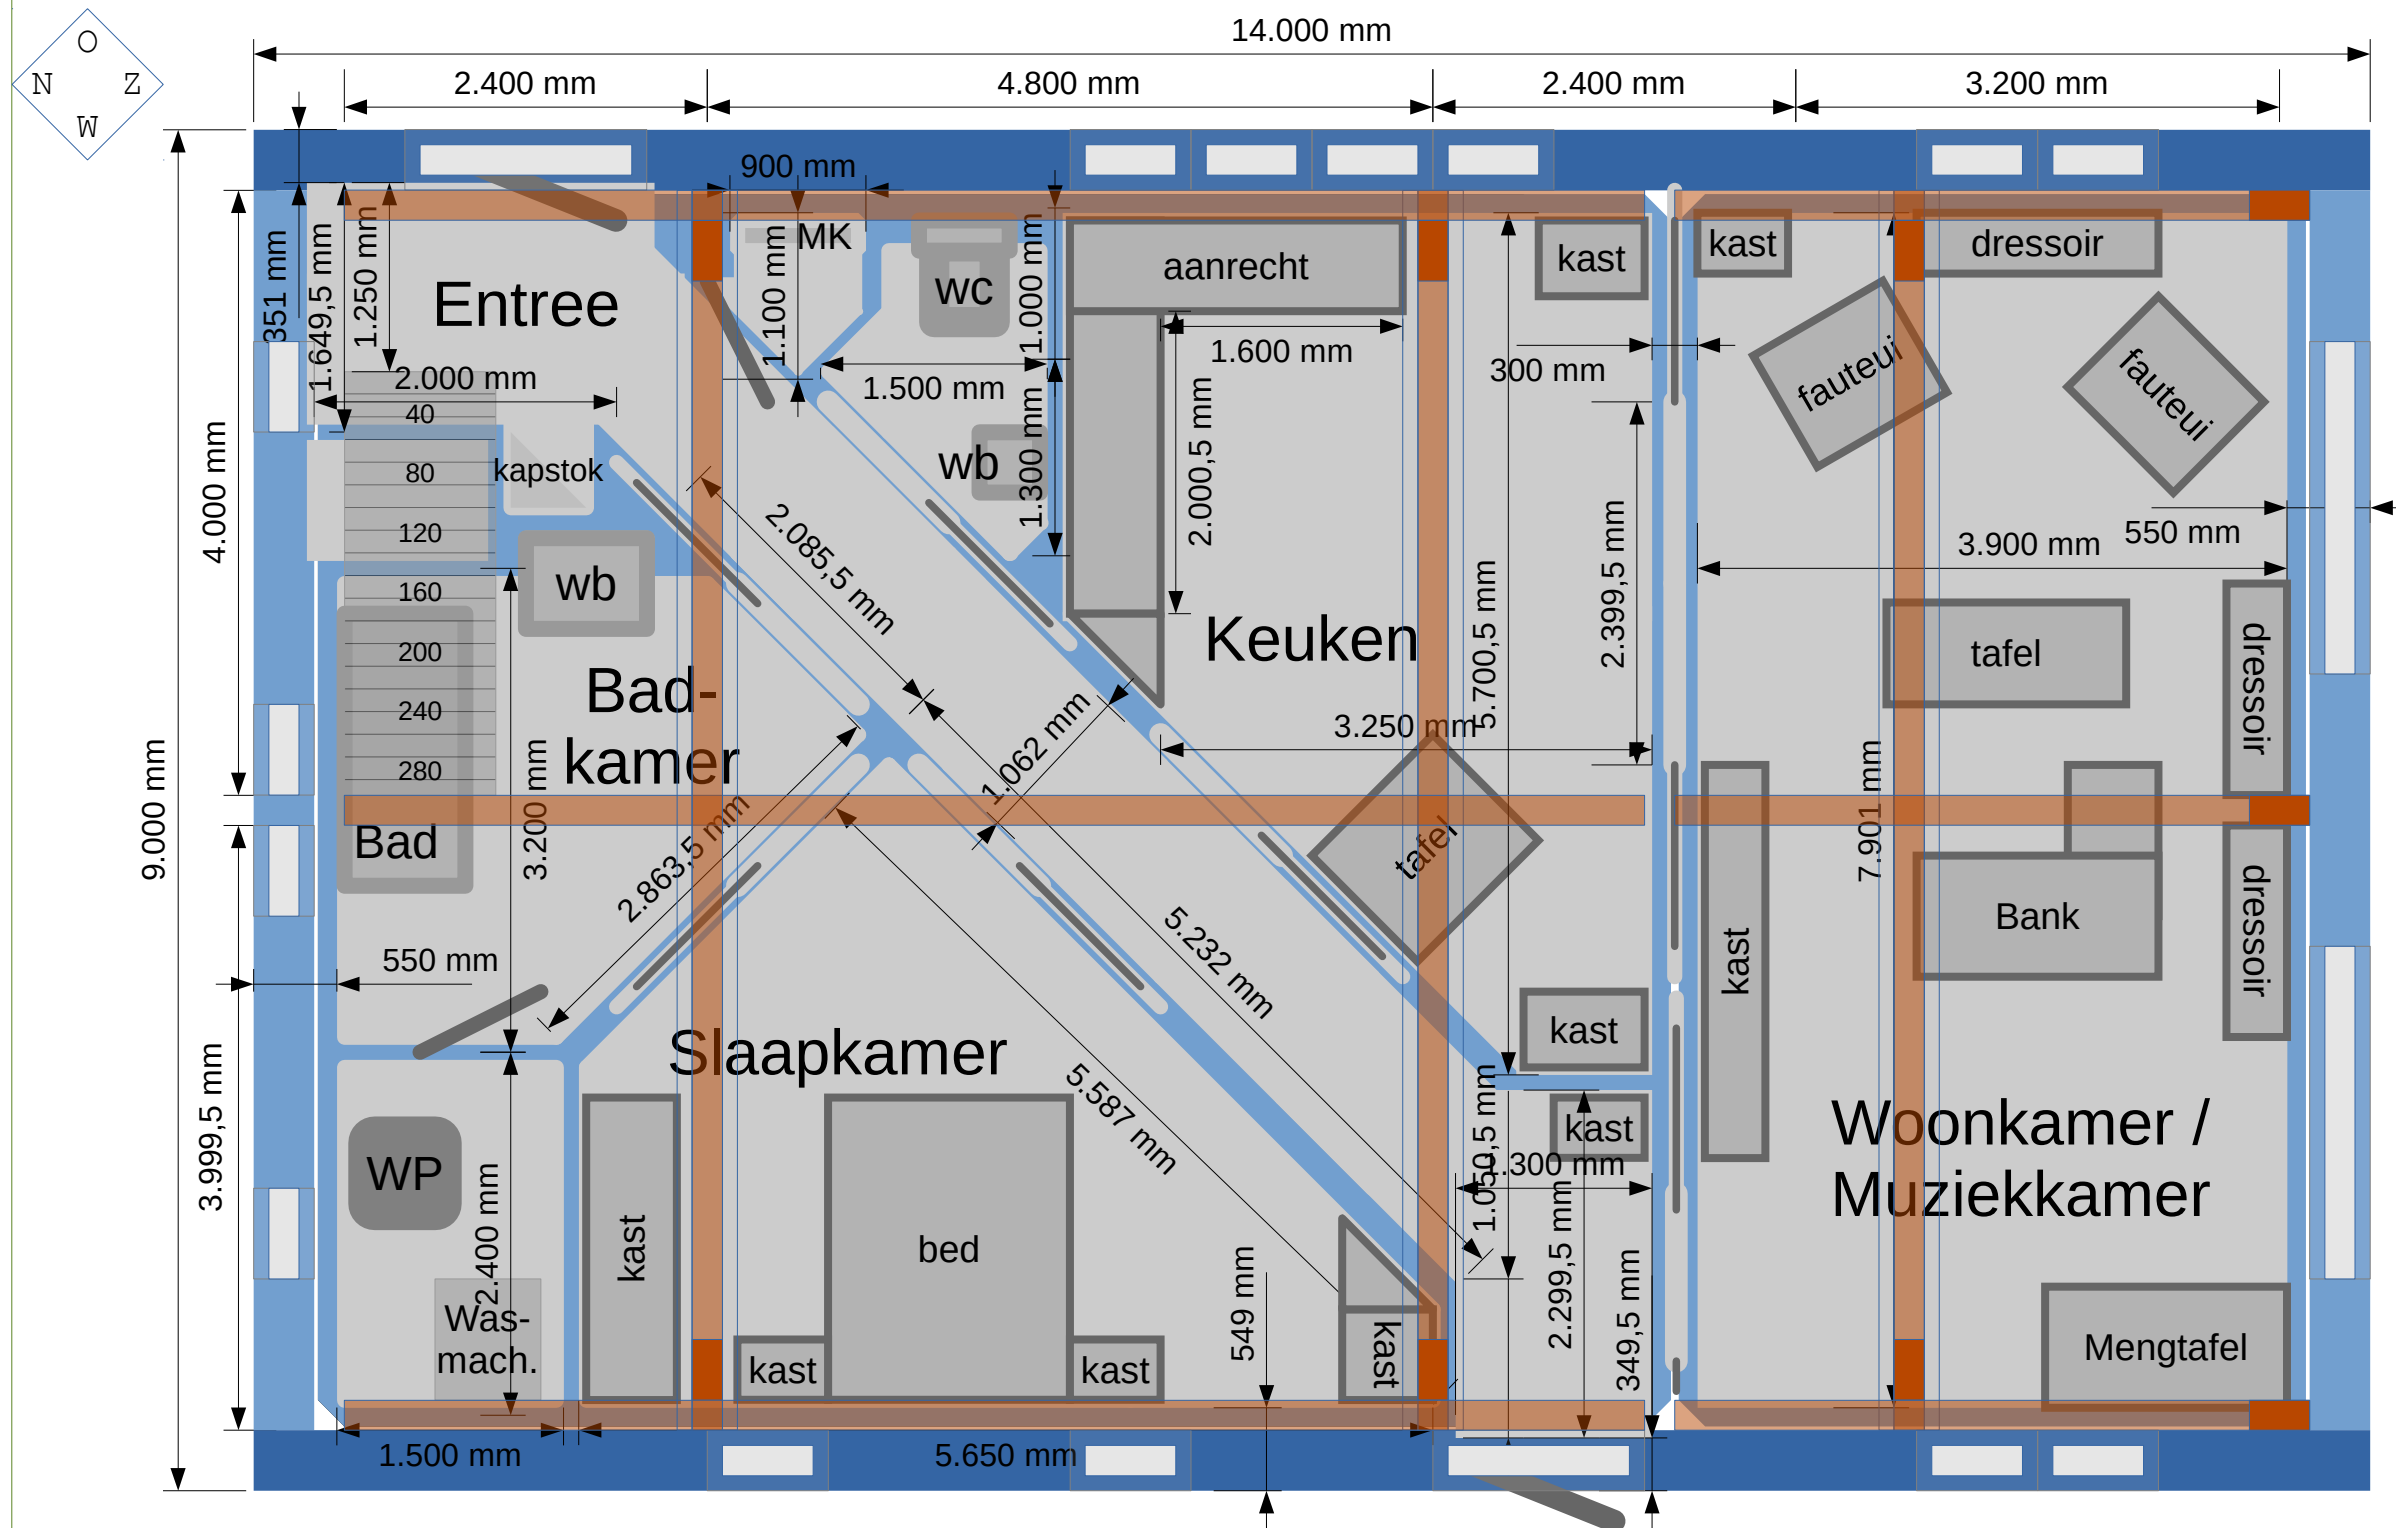 O
N Z
W
14.000 mm
2.400 mm 4.800 mm 2.400 mm 3.200 mm
900 mm
351 mm
1.649,5 mm
1.250 mm
Entree
1.100 mm
MK
wc
1.000 mm
aanrecht
kast
kast
dressoir
1.600 mm
300 mm
fauteui
fauteui
2.000 mm
1.500 mm
40
80
120
160
200
240
280
kapstok
wb
1.300 mm
2.000,5 mm
4.000 mm
9.000 mm
2.085,5 mm
wb
Bad-
kamer
Bad
3.200 mm
Keuken
5.700,5 mm
2.399,5 mm
3.900 mm
550 mm
tafel
dressoir
3.250 mm
1.062 mm
2.863,5 mm
tafel
7.901 mm
kast
Bank
dressoir
550 mm
5.232 mm
3.999,5 mm
Slaapkamer
5.587 mm
kast
kast
1.050,5 mm
1.300 mm
2.299,5 mm
349,5 mm
Woonkamer /
Muziekkamer
WP
2.400 mm
Was-
mach.
kast
bed
kast
kast
549 mm
kast
Mengtafel
1.500 mm
5.650 mm